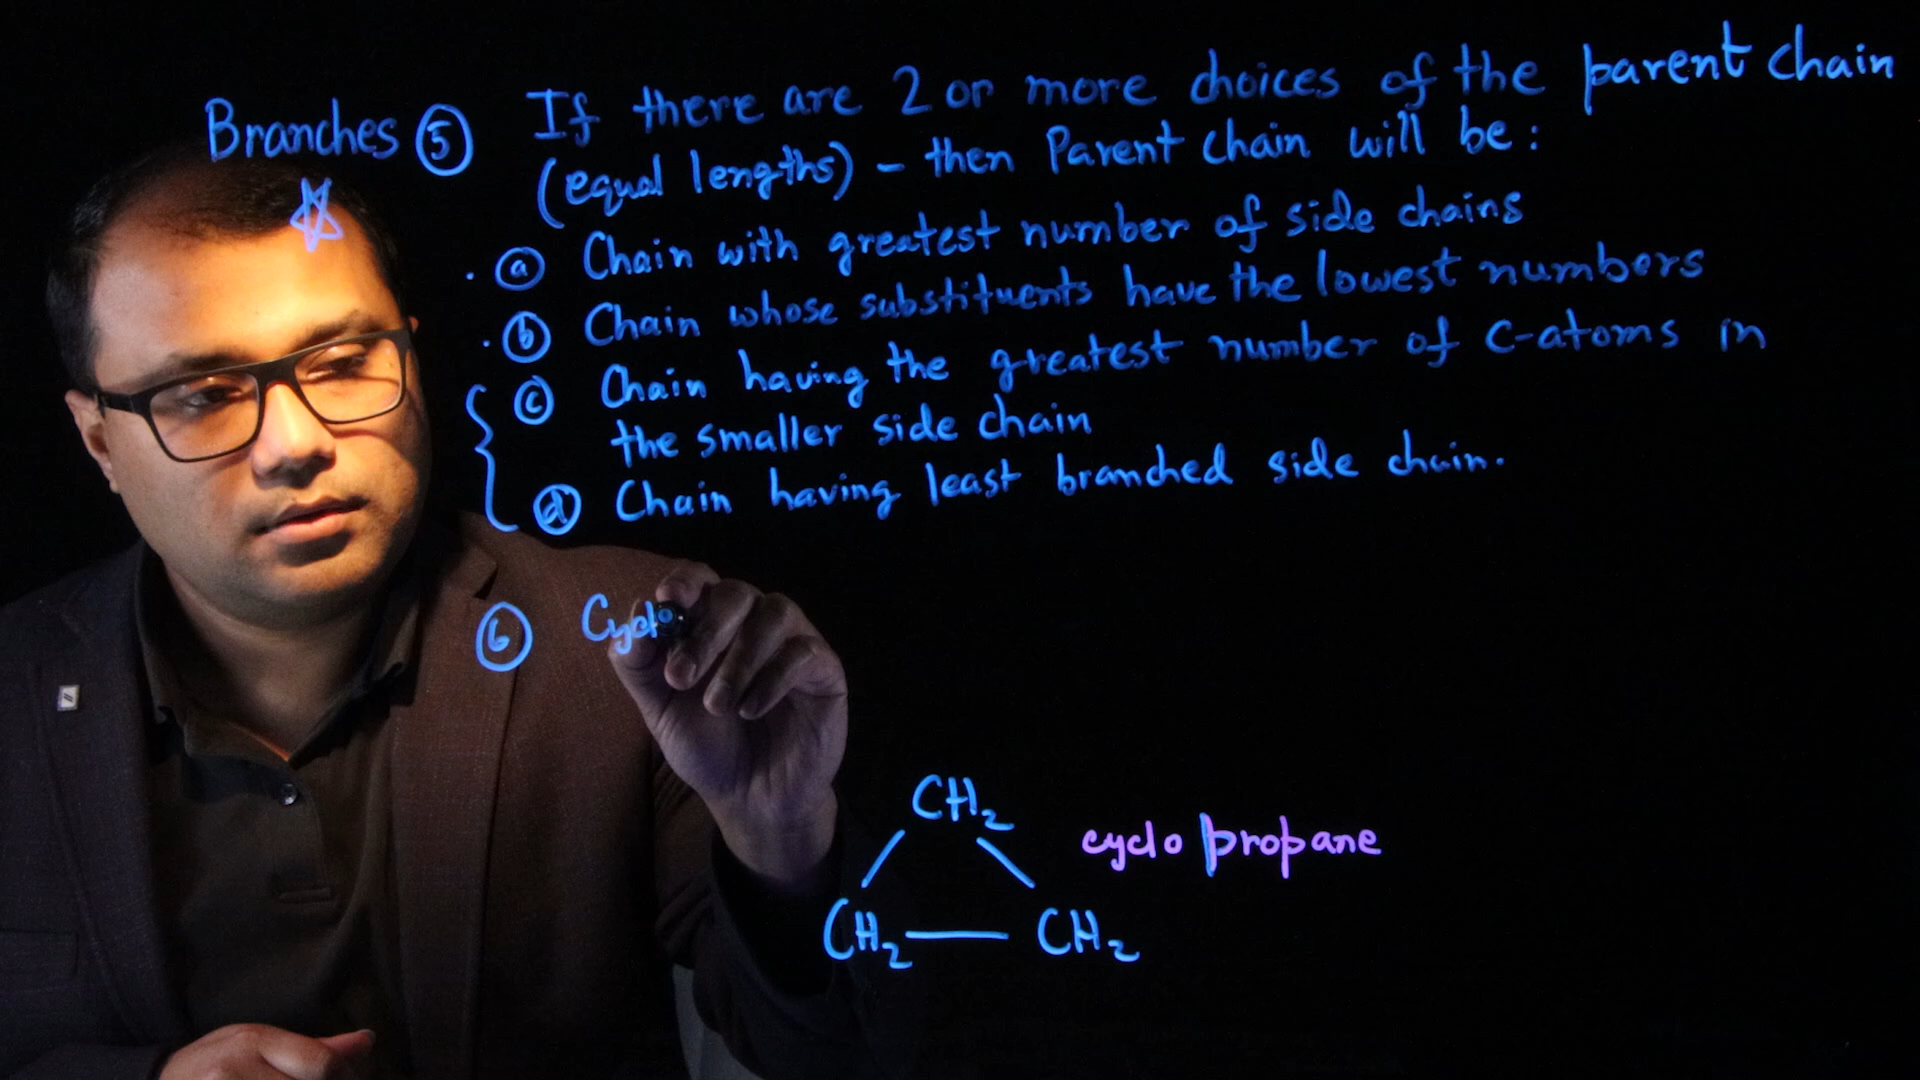 Branches ⑤ If there are 2 or more choices of the parent chain
(equal lengths) - then Parent chain will be:
ⓐ Chain with greatest number of side chains
ⓑ Chain whose substituents have the lowest numbers
ⓒ Chain having the greatest number of C-atoms in
the smaller side chain
ⓓ Chain having least branched side chain.
⑥ Cyclo
CH₂
cyclo propane
CH₂ CH₂